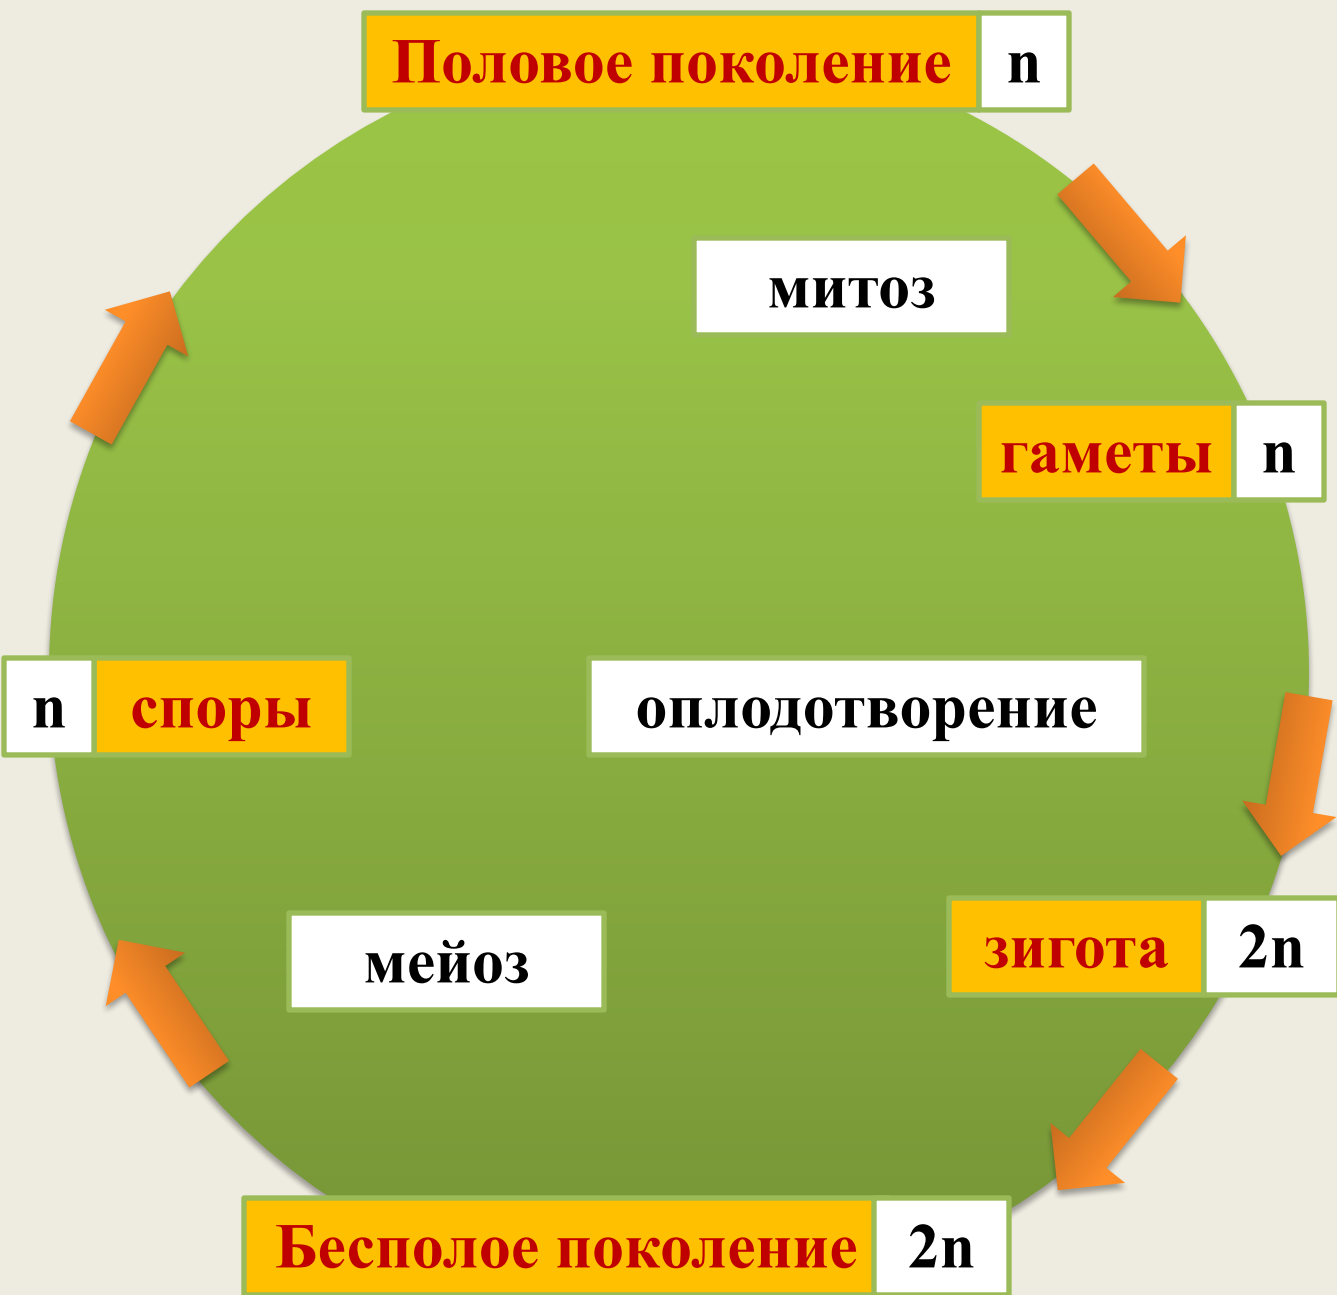 Половое поколение n
митоз
гаметы n
n споры
оплодотворение
мейоз
зигота 2n
Бесполое поколение 2n